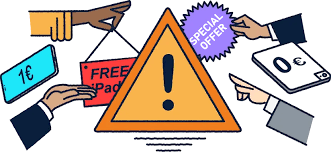 SPECIAL
OFFER
1€
*FREE
iPad
0€
!